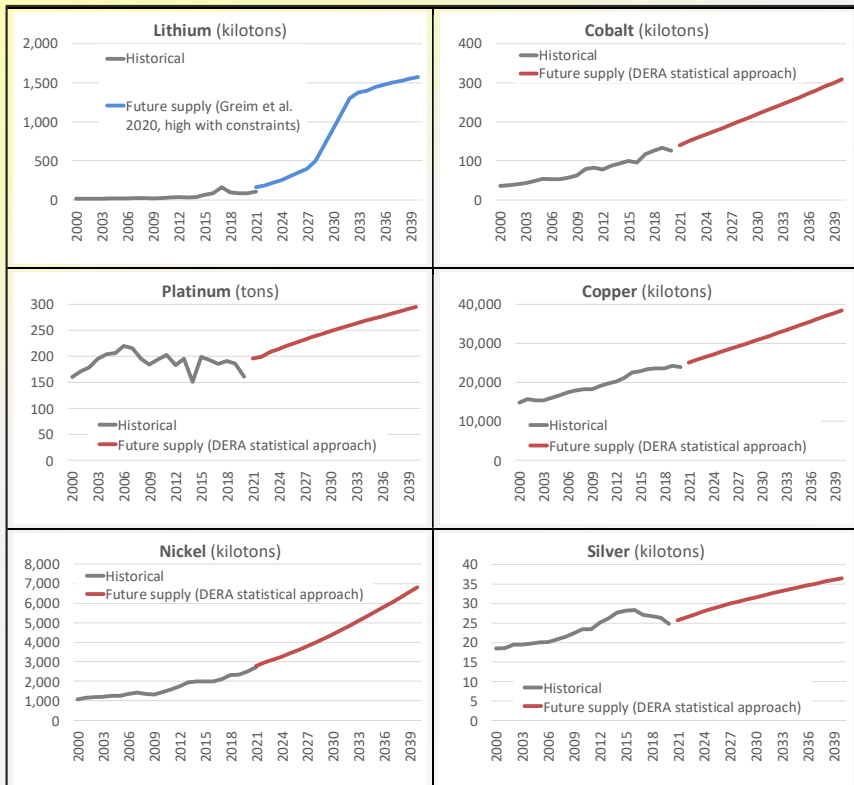 Lithium (kilotons)
2,000
1,500
1,000
500
0
Historical
Future supply (Greim et al.
2020, high with constraints)
2000 2003 2006 2009 2012 2015 2018 2021 2024 2027 2030 2033 2036 2039
Cobalt (kilotons)
400
300
200
100
0
Historical
Future supply (DERA statistical approach)
2000 2003 2006 2009 2012 2015 2018 2021 2024 2027 2030 2033 2036 2039
Platinum (tons)
300
250
200
150
100
50
0
Historical
Future supply (DERA statistical approach)
2000 2003 2006 2009 2012 2015 2018 2021 2024 2027 2030 2033 2036 2039
Copper (kilotons)
40,000
30,000
20,000
10,000
0
Historical
Future supply (DERA statistical approach)
2000 2003 2006 2009 2012 2015 2018 2021 2024 2027 2030 2033 2036 2039
Nickel (kilotons)
8,000
7,000
6,000
5,000
4,000
3,000
2,000
1,000
0
Historical
Future supply (DERA statistical approach)
2000 2003 2006 2009 2012 2015 2018 2021 2024 2027 2030 2033 2036 2039
Silver (kilotons)
40
35
30
25
20
15
10
5
0
Historical
Future supply (DERA statistical approach)
2000 2003 2006 2009 2012 2015 2018 2021 2024 2027 2030 2033 2036 2039